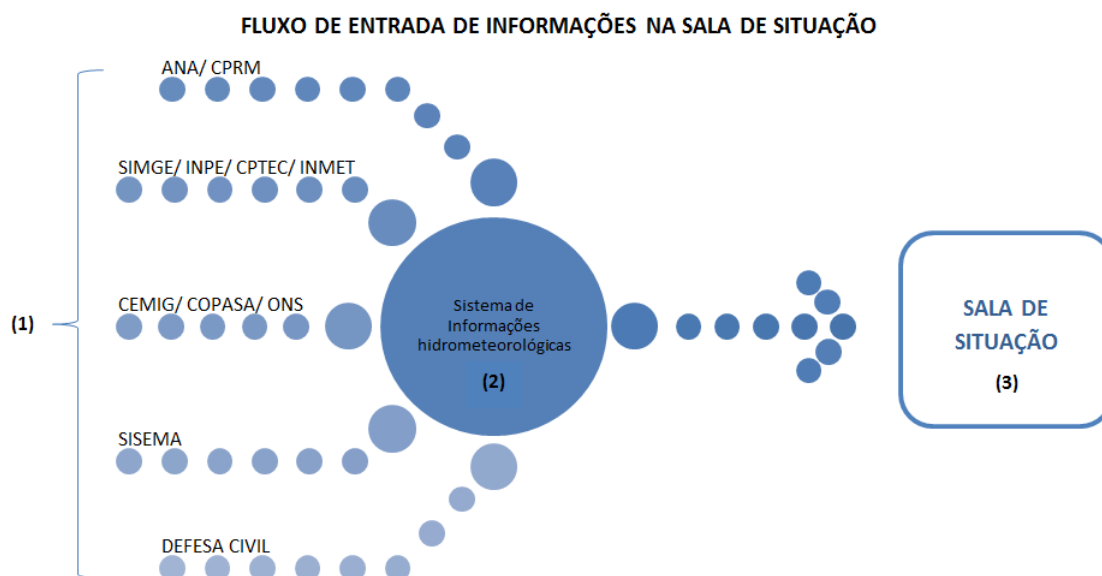 FLUXO DE ENTRADA DE INFORMAÇÕES NA SALA DE SITUAÇÃO
ANA/ CPRM
SIMGE/ INPE/ CPTEC/ INMET
CEMIG/ COPASA/ ONS
(1)
SISEMA
DEFESA CIVIL
Sistema de
Informações
hidrometeorológicas
(2)
SALA DE
SITUAÇÃO
(3)